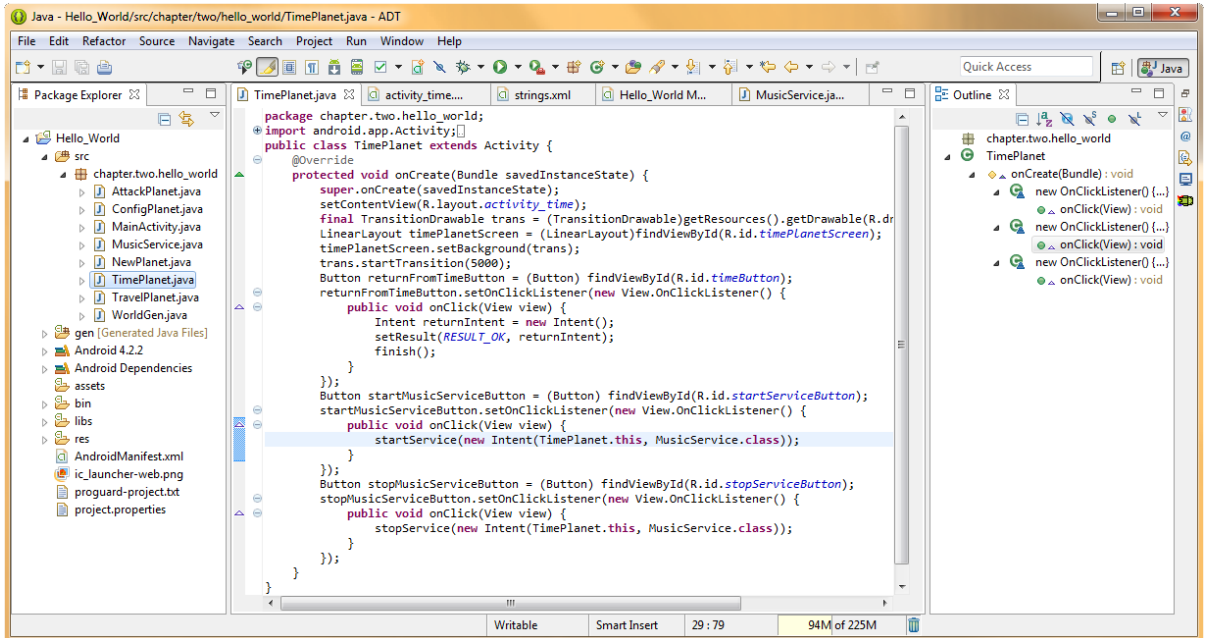 Java - Hello_World/src/chapter/two/hello_world/TimePlanet.java - ADT
File Edit Refactor Source Navigate Search Project Run Window Help
Quick Access
Java
Package Explorer
Hello_World
src
chapter.two.hello_world
AttackPlanet.java
ConfigPlanet.java
MainActivity.java
MusicService.java
NewPlanet.java
TimePlanet.java
TravelPlanet.java
WorldGen.java
gen [Generated Java Files]
Android 4.2.2
Android Dependencies
assets
bin
libs
res
AndroidManifest.xml
ic_launcher-web.png
proguard-project.txt
project.properties
TimePlanet.java activity_time.... strings.xml Hello_World M... MusicService.ja...
package chapter.two.hello_world;
import android.app.Activity;
public class TimePlanet extends Activity {
@Override
protected void onCreate(Bundle savedInstanceState) {
super.onCreate(savedInstanceState);
setContentView(R.layout.activity_time);
final TransitionDrawable trans = (TransitionDrawable)getResources().getDrawable(R.dr
LinearLayout timePlanetScreen = (LinearLayout)findViewById(R.id.timePlanetScreen);
timePlanetScreen.setBackground(trans);
trans.startTransition(5000);
Button returnFromTimeButton = (Button) findViewById(R.id.timeButton);
returnFromTimeButton.setOnClickListener(new View.OnClickListener() {
public void onClick(View view) {
Intent returnIntent = new Intent();
setResult(RESULT_OK, returnIntent);
finish();
}
});
Button startMusicServiceButton = (Button) findViewById(R.id.startServiceButton);
startMusicServiceButton.setOnClickListener(new View.OnClickListener() {
public void onClick(View view) {
startService(new Intent(TimePlanet.this, MusicService.class));
}
});
Button stopMusicServiceButton = (Button) findViewById(R.id.stopServiceButton);
stopMusicServiceButton.setOnClickListener(new View.OnClickListener() {
public void onClick(View view) {
stopService(new Intent(TimePlanet.this, MusicService.class));
}
});
}
}
Outline
chapter.two.hello_world
TimePlanet
onCreate(Bundle) : void
new OnClickListener() {...}
onClick(View) : void
new OnClickListener() {...}
onClick(View) : void
new OnClickListener() {...}
onClick(View) : void
Writable Smart Insert 29 : 79 94M of 225M